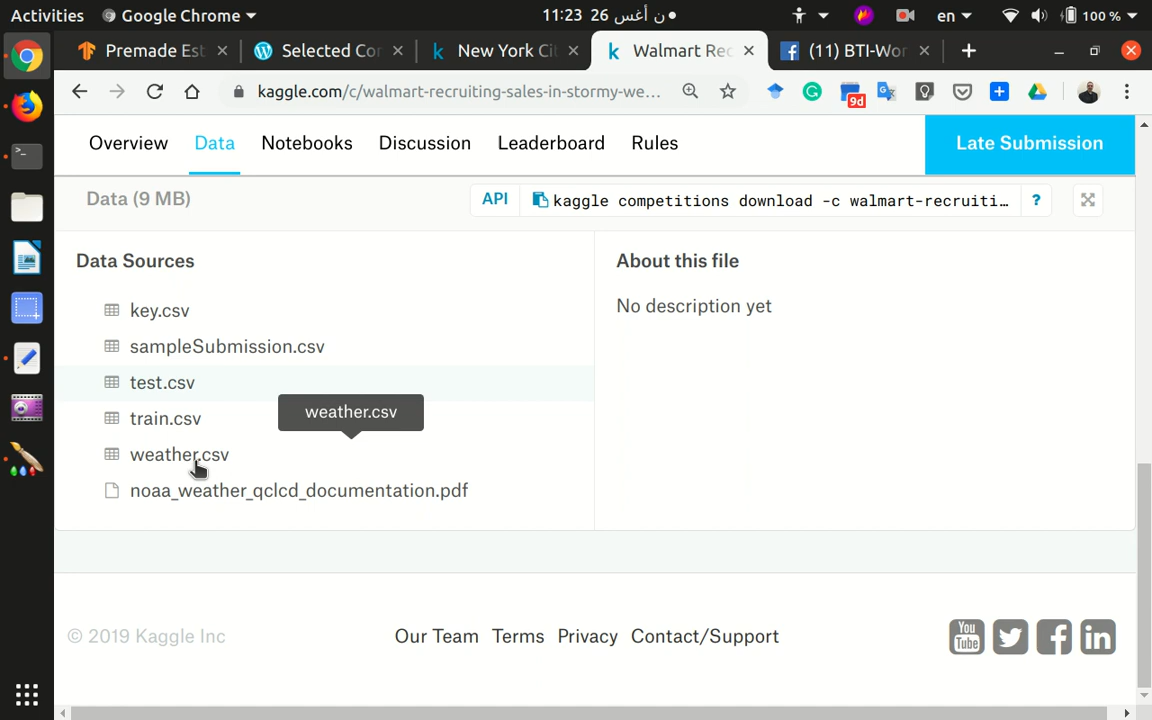 Activities Google Chrome 11:23 26 ن أغس en 100 %
Premade Est Selected Cor New York Cit Walmart Rec (11) BTI-Wor
kaggle.com/c/walmart-recruiting-sales-in-stormy-we... 9d
Overview Data Notebooks Discussion Leaderboard Rules Late Submission
Data (9 MB) API kaggle competitions download -c walmart-recruiti… ?
Data Sources About this file
key.csv No description yet
sampleSubmission.csv
test.csv
weather.csv
train.csv
weather.csv
noaa_weather_qclcd_documentation.pdf
© 2019 Kaggle Inc Our Team Terms Privacy Contact/Support You Tube